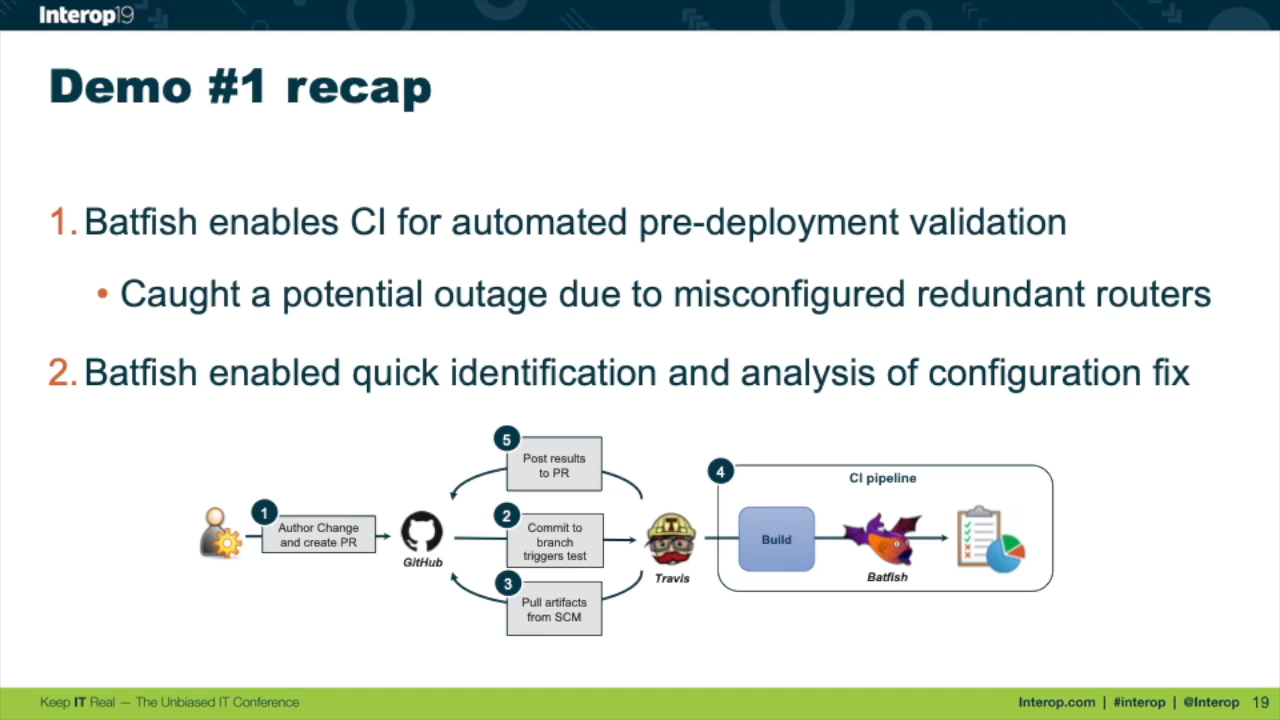 Interop19
Demo #1 recap
1. Batfish enables CI for automated pre-deployment validation
• Caught a potential outage due to misconfigured redundant routers
2. Batfish enabled quick identification and analysis of configuration fix
1
Author Change
and create PR
GitHub
5
Post results
to PR
2
Commit to
branch
triggers test
3
Pull artifacts
from SCM
T
Travis
4
CI pipeline
Build
Batfish
Keep IT Real — The Unbiased IT Conference
Interop.com | #interop | @Interop 19